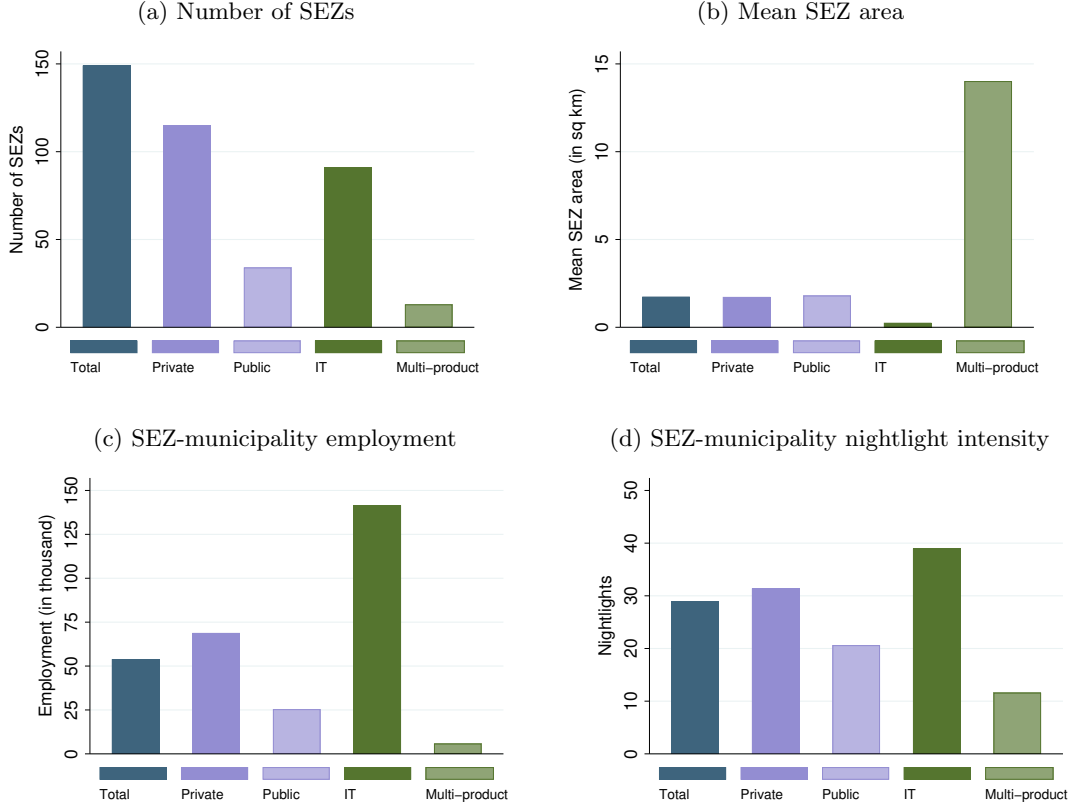 (a) Number of SEZs
Number of SEZs
150
100
50
0
Total Private Public IT Multi−product
(b) Mean SEZ area
Mean SEZ area (in sq km)
15
10
5
0
Total Private Public IT Multi−product
(c) SEZ-municipality employment
Employment (in thousand)
150
125
100
75
50
25
0
Total Private Public IT Multi−product
(d) SEZ-municipality nightlight intensity
Nightlights
50
40
30
20
10
0
Total Private Public IT Multi−product